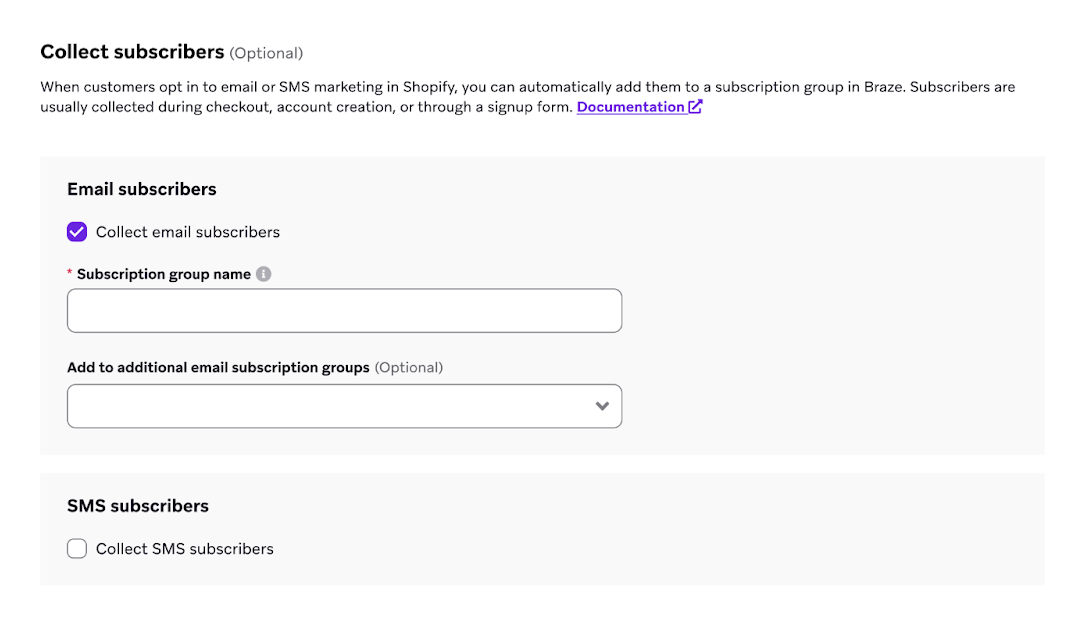 Collect subscribers (Optional)
When customers opt in to email or SMS marketing in Shopify, you can automatically add them to a subscription group in Braze. Subscribers are
usually collected during checkout, account creation, or through a signup form. Documentation
Email subscribers
Collect email subscribers
* Subscription group name
Add to additional email subscription groups (Optional)
SMS subscribers
Collect SMS subscribers